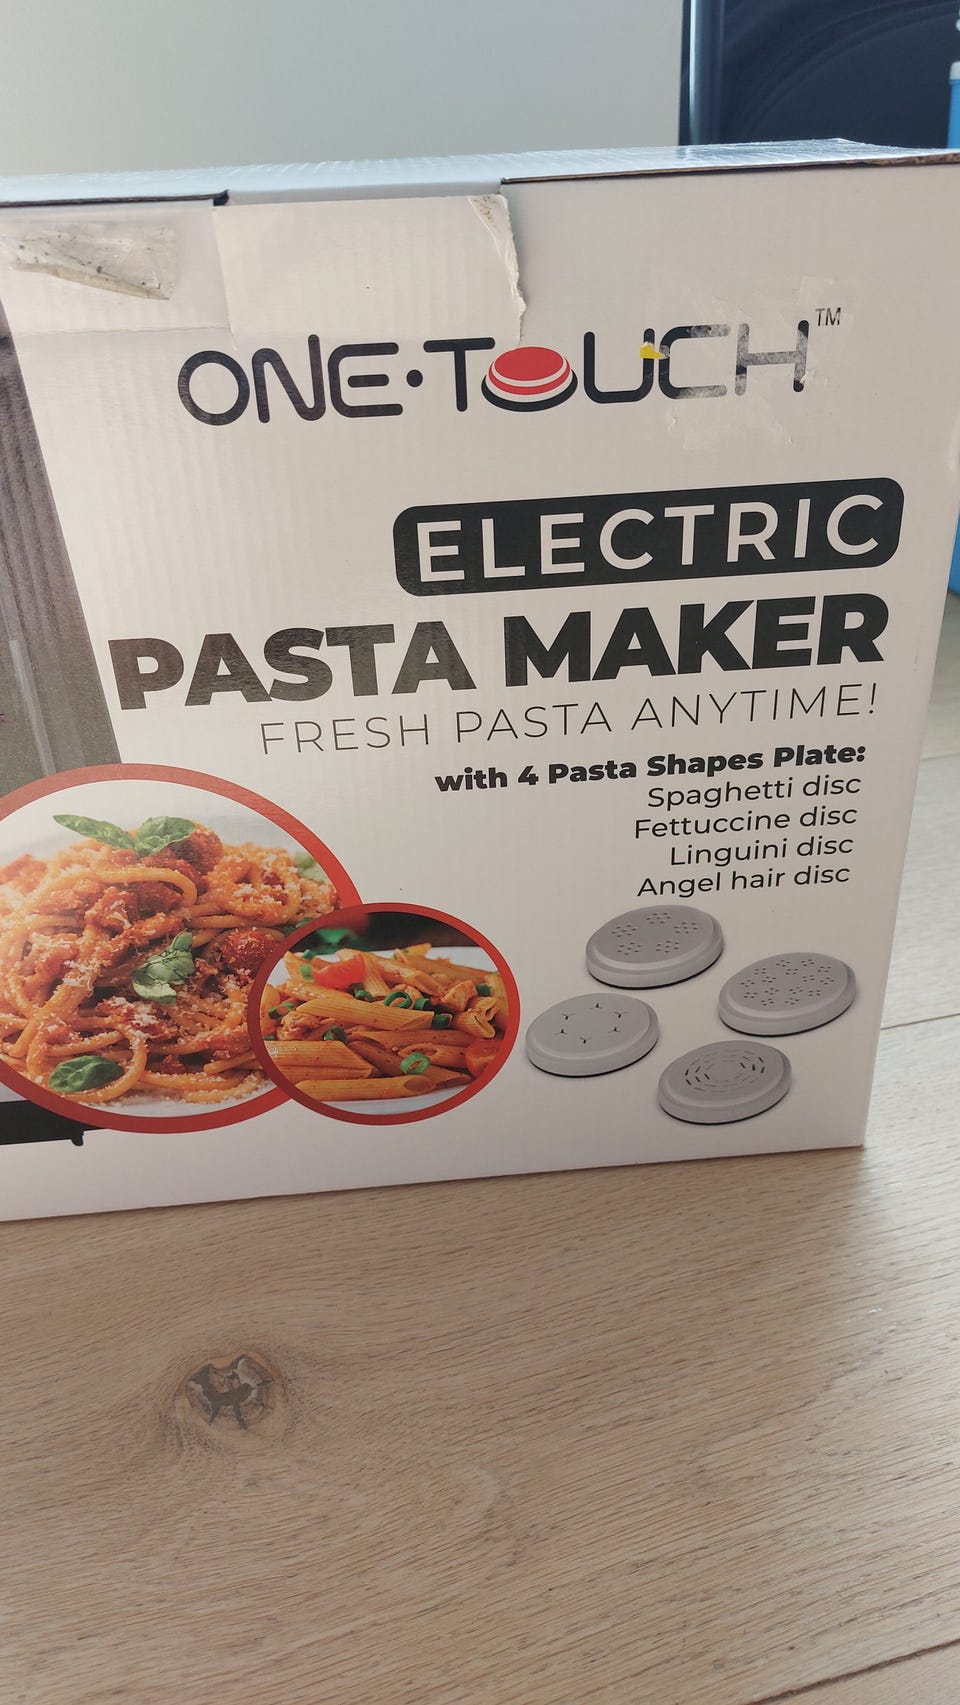 ONE·TOUCH™
ELECTRIC
PASTA MAKER
FRESH PASTA ANYTIME!
with 4 Pasta Shapes Plate:
Spaghetti disc
Fettuccine disc
Linguini disc
Angel hair disc